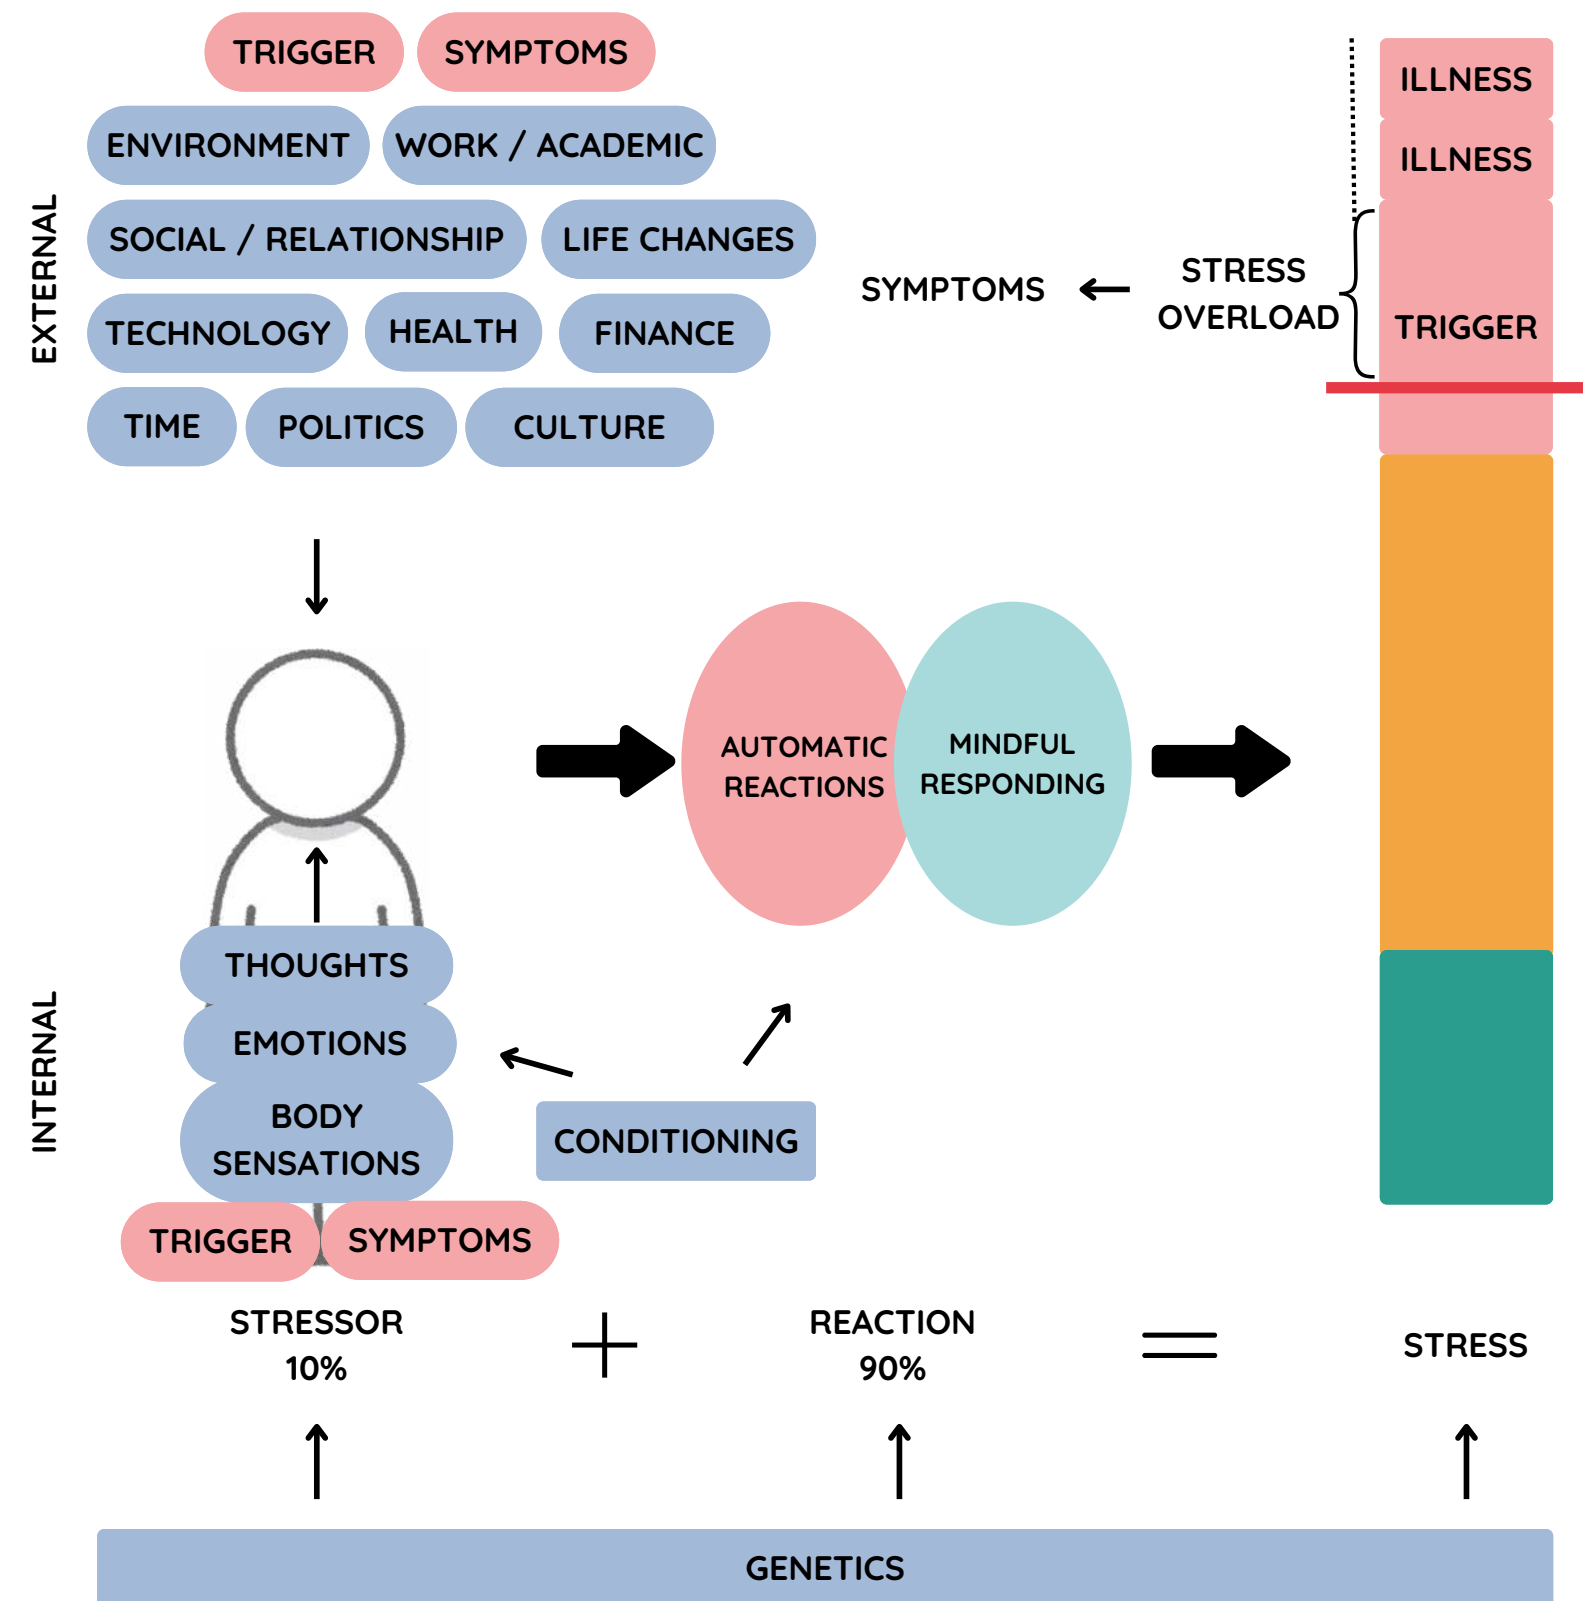 TRIGGER
SYMPTOMS
ENVIRONMENT
WORK / ACADEMIC
SOCIAL / RELATIONSHIP
LIFE CHANGES
TECHNOLOGY
HEALTH
FINANCE
TIME
POLITICS
CULTURE
EXTERNAL
ILLNESS
ILLNESS
TRIGGER
STRESS
OVERLOAD
SYMPTOMS
AUTOMATIC
REACTIONS
MINDFUL
RESPONDING
INTERNAL
THOUGHTS
EMOTIONS
BODY
SENSATIONS
TRIGGER
SYMPTOMS
CONDITIONING
STRESSOR
10%
REACTION
90%
STRESS
GENETICS